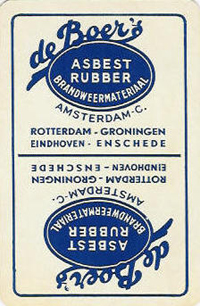 de Boer's
ASBEST
RUBBER
BRANDWEERMATERIAAL
AMSTERDAM-C.
ROTTERDAM - GRONINGEN
EINDHOVEN - ENSCHEDE
EINDHOVEN - ENSCHEDE
ROTTERDAM - GRONINGEN
AMSTERDAM-C.
BRANDWEERMATERIAAL
RUBBER
ASBEST
de Boer's